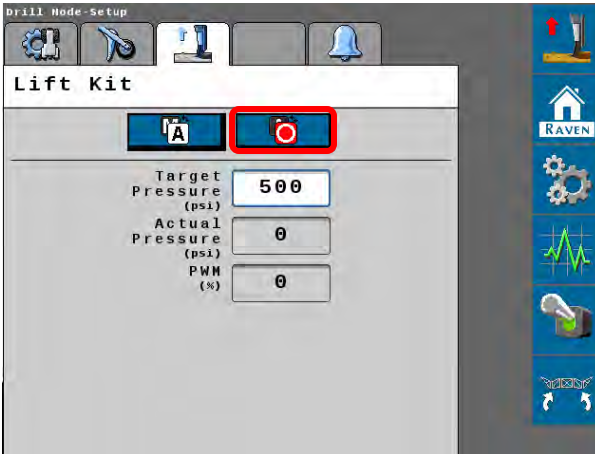 Drill Node-Setup
Lift Kit
A
Target
Pressure
(psi)
500
Actual
Pressure
(psi)
0
PWM
(%)
0
RAVEN